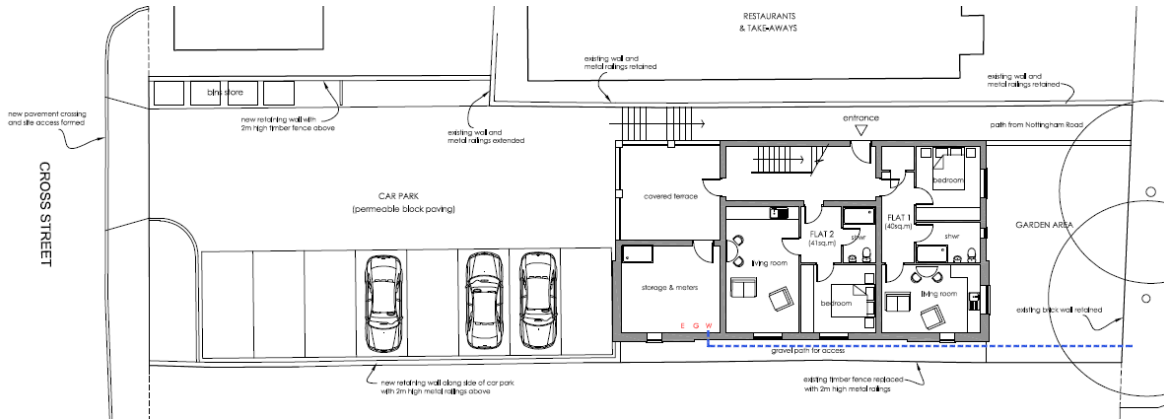 RESTAURANTS
& TAKE-AWAYS
existing wall and
metal railings retained
existing wall and
metal railings retained
bins store
new pavement crossing
and site access formed
new retaining wall with
2m high timber fence above
existing wall and
metal railings extended
entrance
path from Nottingham Road
CROSS STREET
CAR PARK
(permeable block paving)
covered terrace
bedroom
FLAT 1
(40sq.m)
FLAT 2
(41sq.m)
shwr
shwr
GARDEN AREA
living room
storage & meters
bedroom
living room
existing brick wall retained
E G W
gravel path for access
new retaining wall along side of car park
with 2m high metal railings above
existing timber fence replaced
with 2m high metal railings